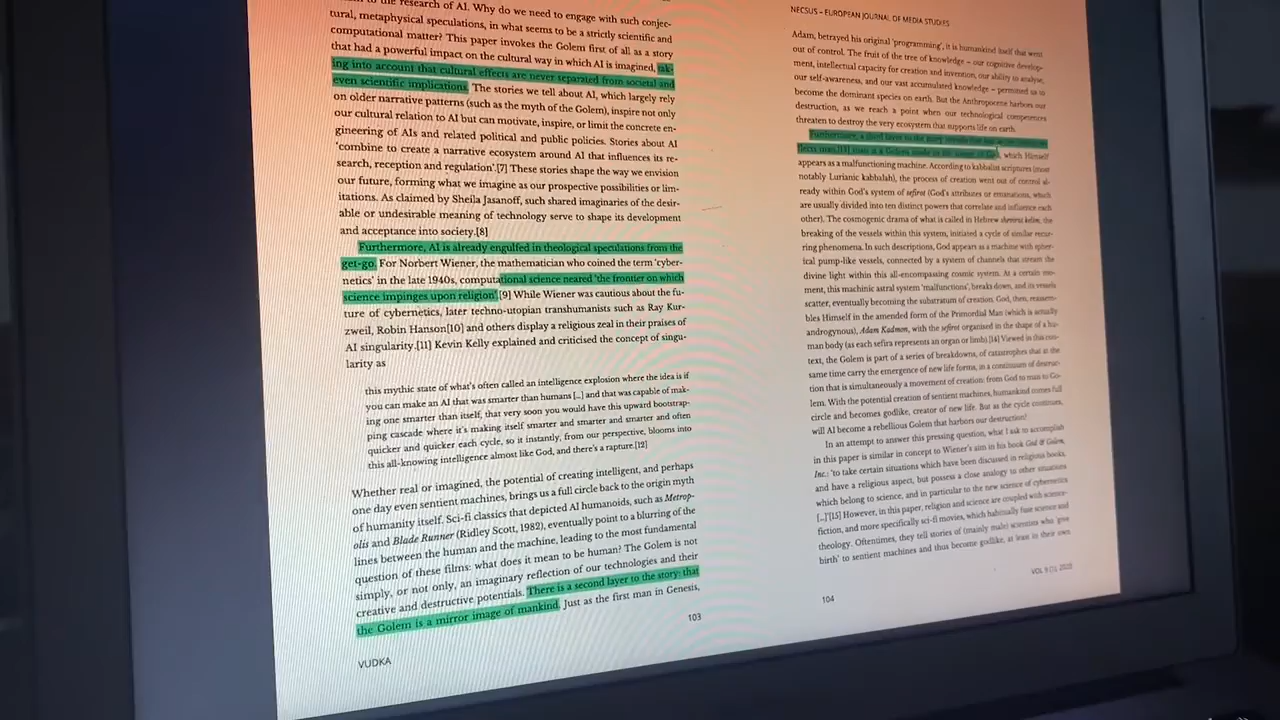 the research of AI. Why do we need to engage with such conjec-
tural, metaphysical speculations, in what seems to be a strictly scientific and
computational matter? This paper invokes the Golem first of all as a story
that had a powerful impact on the cultural way in which AI is imagined, tak-
ing into account that cultural effects are never separated from societal and
even scientific implications. The stories we tell about AI, which largely rely
on older narrative patterns (such as the myth of the Golem), inspire not only
our cultural relation to AI but can motivate, inspire, or limit the concrete en-
gineering of AIs and related political and public policies. Stories about AI
'combine to create a narrative ecosystem around AI that influences its re-
search, reception and regulation'.[7] These stories shape the way we envision
our future, forming what we imagine as our prospective possibilities or lim-
itations. As claimed by Sheila Jasanoff, such shared imaginaries of the desir-
able or undesirable meaning of technology serve to shape its development
and acceptance into society.[8]
Furthermore, AI is already engulfed in theological speculations from the
get-go. For Norbert Wiener, the mathematician who coined the term 'cyber-
netics' in the late 1940s, computational science neared 'the frontier on which
science impinges upon religion'.[9] While Wiener was cautious about the fu-
ture of cybernetics, later techno-utopian transhumanists such as Ray Kur-
zweil, Robin Hanson[10] and others display a religious zeal in their praises of
AI singularity.[11] Kevin Kelly explained and criticised the concept of singu-
larity as
this mythic state of what's often called an intelligence explosion where the idea is if
you can make an AI that was smarter than humans [...] and that was capable of mak-
ing one smarter than itself, that very soon you would have this upward bootstrap-
ping cascade where it's making itself smarter and smarter and smarter and often
quicker and quicker each cycle, so it instantly, from our perspective, blooms into
this all-knowing intelligence almost like God, and there's a rapture.[12]
Whether real or imagined, the potential of creating intelligent, and perhaps
one day even sentient machines, brings us a full circle back to the origin myth
of humanity itself. Sci-fi classics that depicted AI humanoids, such as Metrop-
olis and Blade Runner (Ridley Scott, 1982), eventually point to a blurring of the
lines between the human and the machine, leading to the most fundamental
question of these films: what does it mean to be human? The Golem is not
simply, or not only, an imaginary reflection of our technologies and their
creative and destructive potentials. There is a second layer to the story: that
the Golem is a mirror image of mankind. Just as the first man in Genesis,
103
VUDKA
NECSUS – EUROPEAN JOURNAL OF MEDIA STUDIES
Adam, betrayed his original 'programming', it is humankind itself that went
out of control. The fruit of the tree of knowledge – our cognitive develop-
ment, intellectual capacity for creation and invention, our ability to analyse,
our self-awareness, and our vast accumulated knowledge – permitted us to
become the dominant species on earth. But the Anthropocene harbors our
destruction, as we reach a point when our technological competences
threaten to destroy the very ecosystem that supports life on earth.
Furthermore, a third layer to the story reveals that
, which Himself
appears as a malfunctioning machine. According to kabbalist scriptures (most
notably Lurianic kabbalah), the process of creation went out of control al-
ready within God's system of sefirot (God's attributes or emanations, which
are usually divided into ten distinct powers that correlate and influence each
other). The cosmogenic drama of what is called in Hebrew shevirat kelim, the
breaking of the vessels within this system, initiated a cycle of similar recur-
ring phenomena. In such descriptions, God appears as a machine with spher-
ical pump-like vessels, connected by a system of channels that stream the
divine light within this all-encompassing cosmic system. At a certain mo-
ment, this machinic astral system 'malfunctions', breaks down, and its vessels
scatter, eventually becoming the substratum of creation. God, then, reassem-
bles Himself in the amended form of the Primordial Man (which is actually
androgynous), Adam Kadmon, with the sefirot organised in the shape of a hu-
man body (as each sefira represents an organ or limb).[14] Viewed in this con-
text, the Golem is part of a series of breakdowns, of catastrophes that at the
same time carry the emergence of new life forms, in a continuum of destruc-
tion that is simultaneously a movement of creation: from God to man to Go-
lem. With the potential creation of sentient machines, humankind comes full
circle and becomes godlike, creator of new life. But as the cycle continues,
will AI become a rebellious Golem that harbors our destruction?
In an attempt to answer this pressing question, what I ask to accomplish
in this paper is similar in concept to Wiener's aim in his book God & Golem,
Inc.: 'to take certain situations which have been discussed in religious books,
and have a religious aspect, but possess a close analogy to other situations
which belong to science, and in particular to the new science of cybernetics
[...]'[15] However, in this paper, religion and science are coupled with science-
fiction, and more specifically sci-fi movies, which habitually fuse science and
theology. Oftentimes, they tell stories of (mainly male) scientists who 'give
birth' to sentient machines and thus become godlike, at least in their own
104
VOL 9 (1), 2020